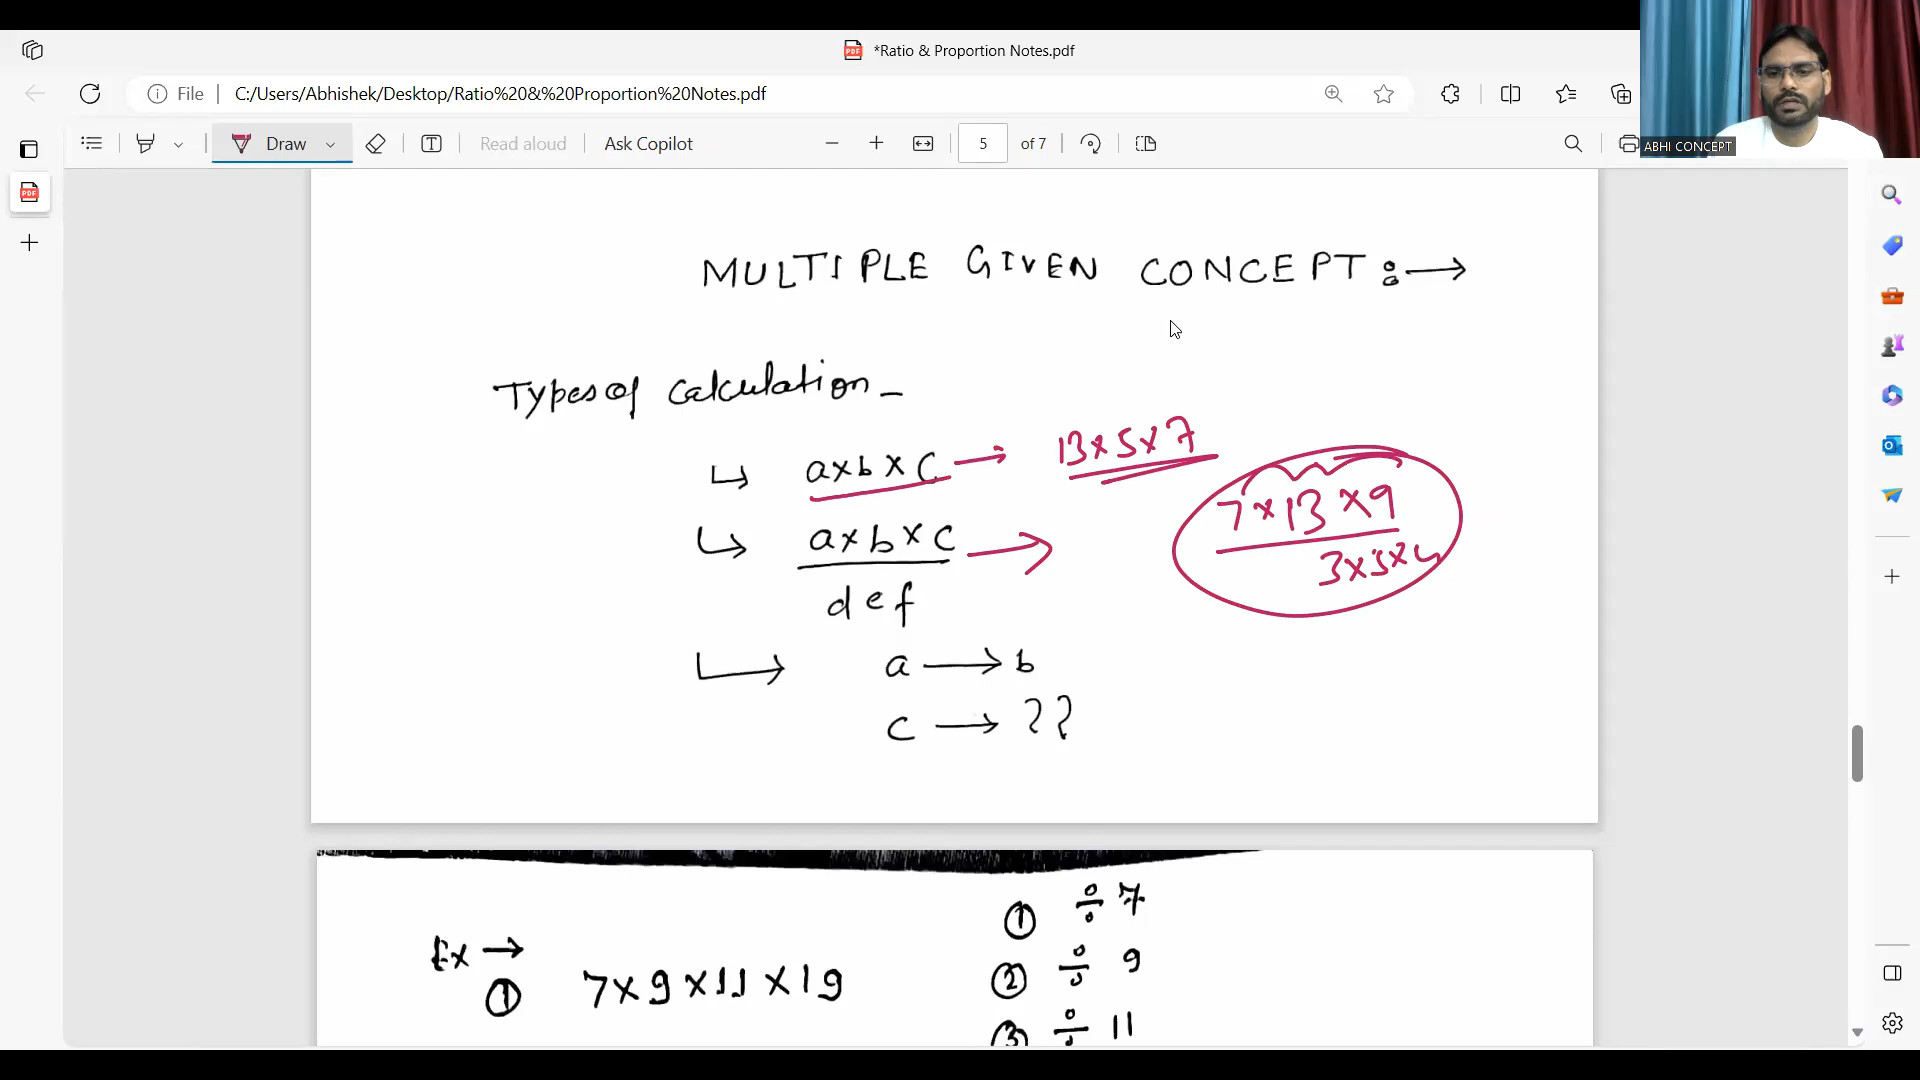 *Ratio & Proportion Notes.pdf
File C:/Users/Abhishek/Desktop/Ratio%20&%20Proportion%20Notes.pdf
Draw Read aloud Ask Copilot 5 of 7
ABHI CONCEPT
MULTIPLE GIVEN CONCEPT :→
Types of Calculation -
↳ a×b×c → 13×5×7
7×13×9
↳ a×b×c →
3×5×4
d e f
↳ a → b
c → ??
Ex →
① 7×9×11×19
① ÷ 7
② ÷ 9
③ ÷ 11